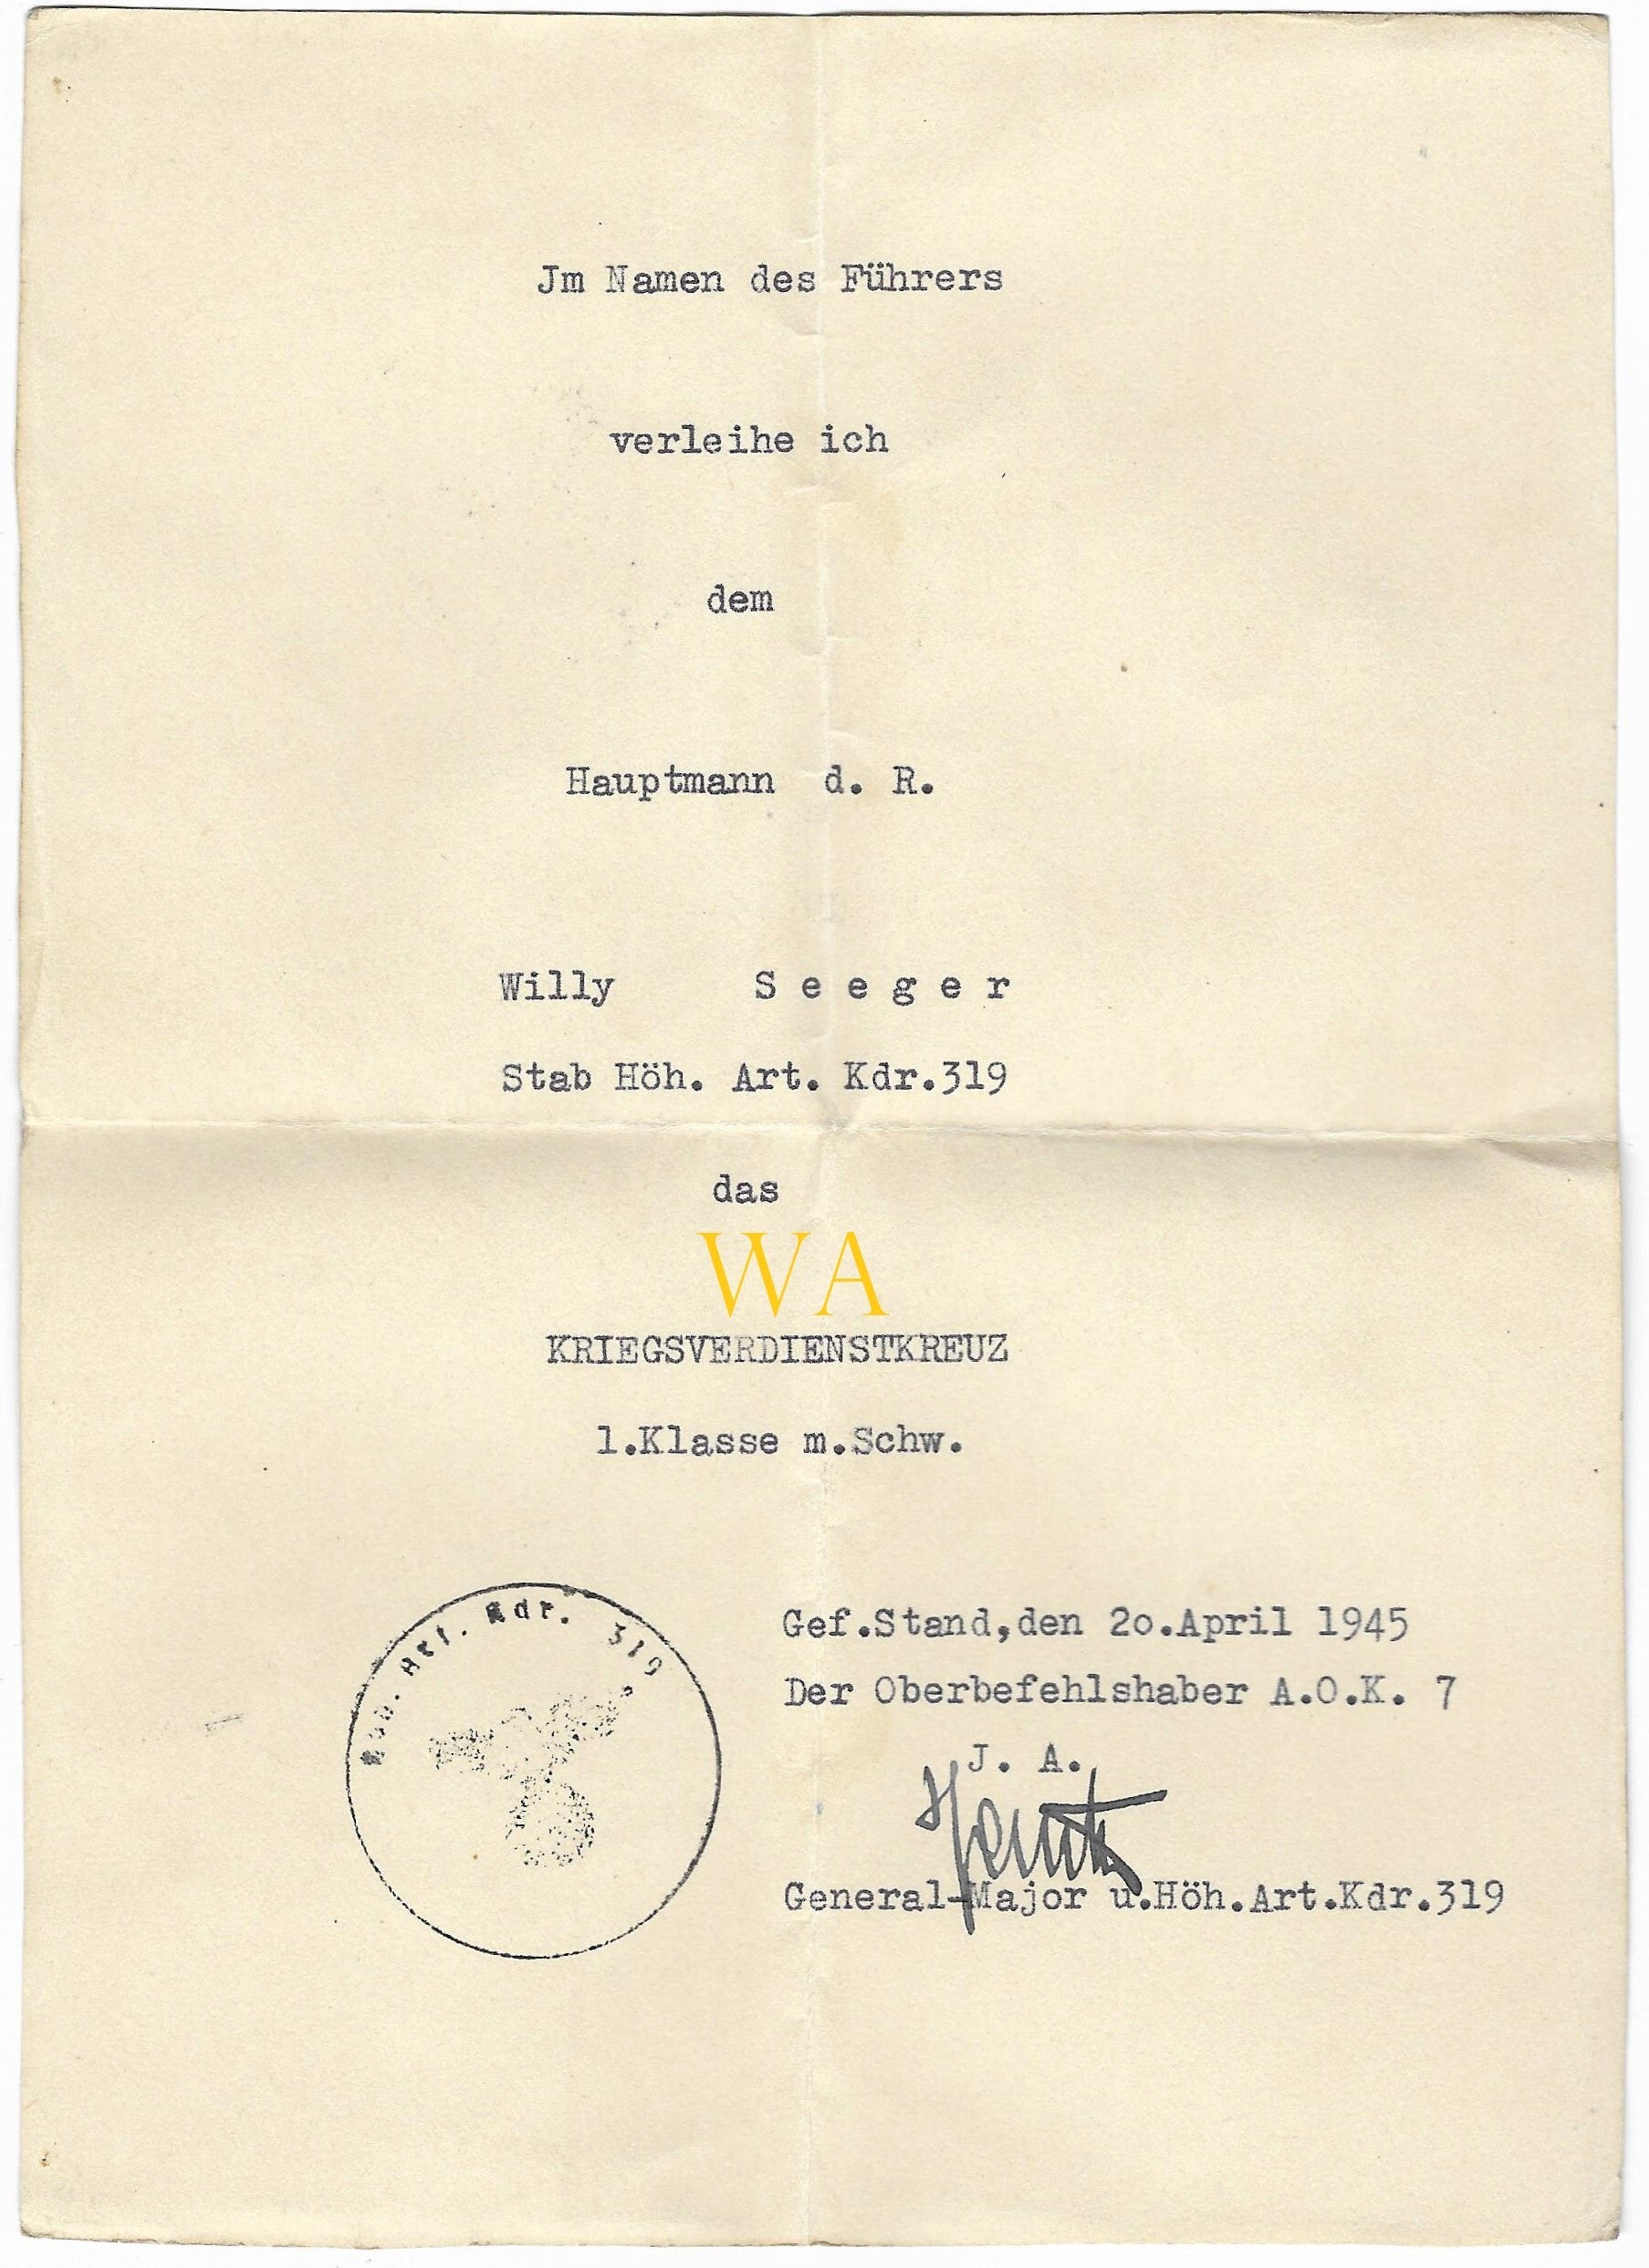 Jm Namen des Führers
verleihe ich
dem
Hauptmann d. R.
Willy S e e g e r
Stab Höh. Art. Kdr.319
das
WA
KRIEGSVERDIENSTKREUZ
1.Klasse m.Schw.
Kdr. 319
Gef.Stand,den 2o.April 1945
Der Oberbefehlshaber A.O.K. 7
J. A.
General-Major u.Höh.Art.Kdr.319